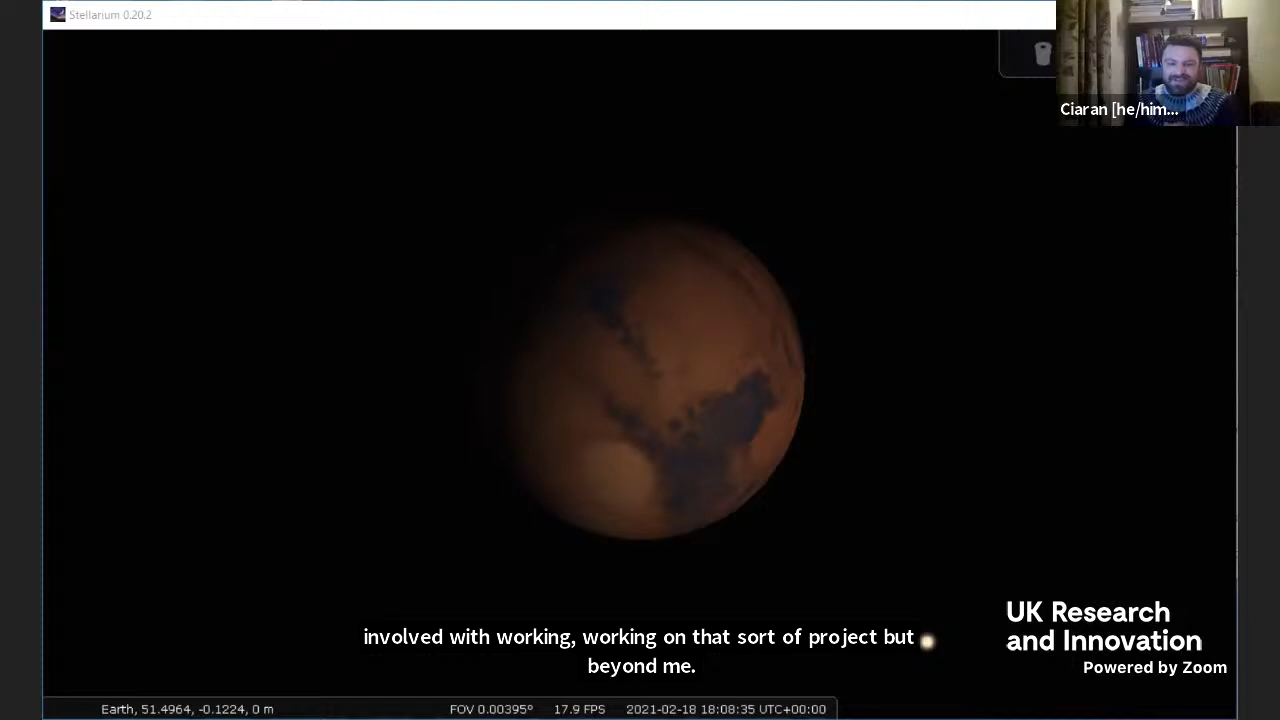 Stellarium 0.20.2
Ciaran [he/him...
involved with working, working on that sort of project but
beyond me.
UK Research
and Innovation
Powered by Zoom
Earth, 51.4964, -0.1224, 0 m FOV 0.00395° 17.9 FPS 2021-02-18 18:08:35 UTC+00:00